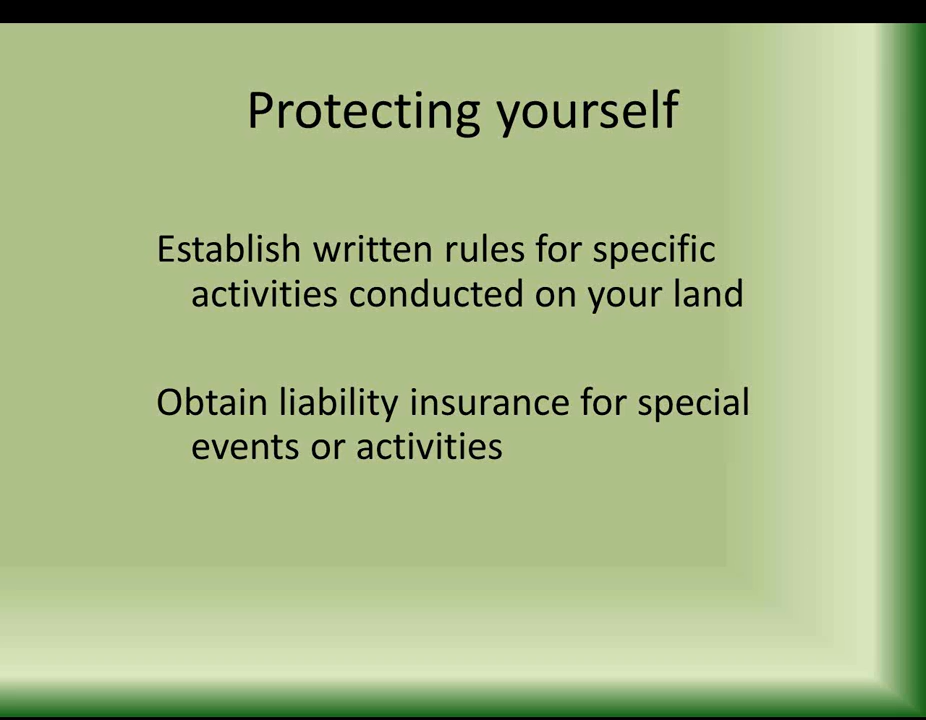 Protecting yourself
Establish written rules for specific
activities conducted on your land
Obtain liability insurance for special
events or activities